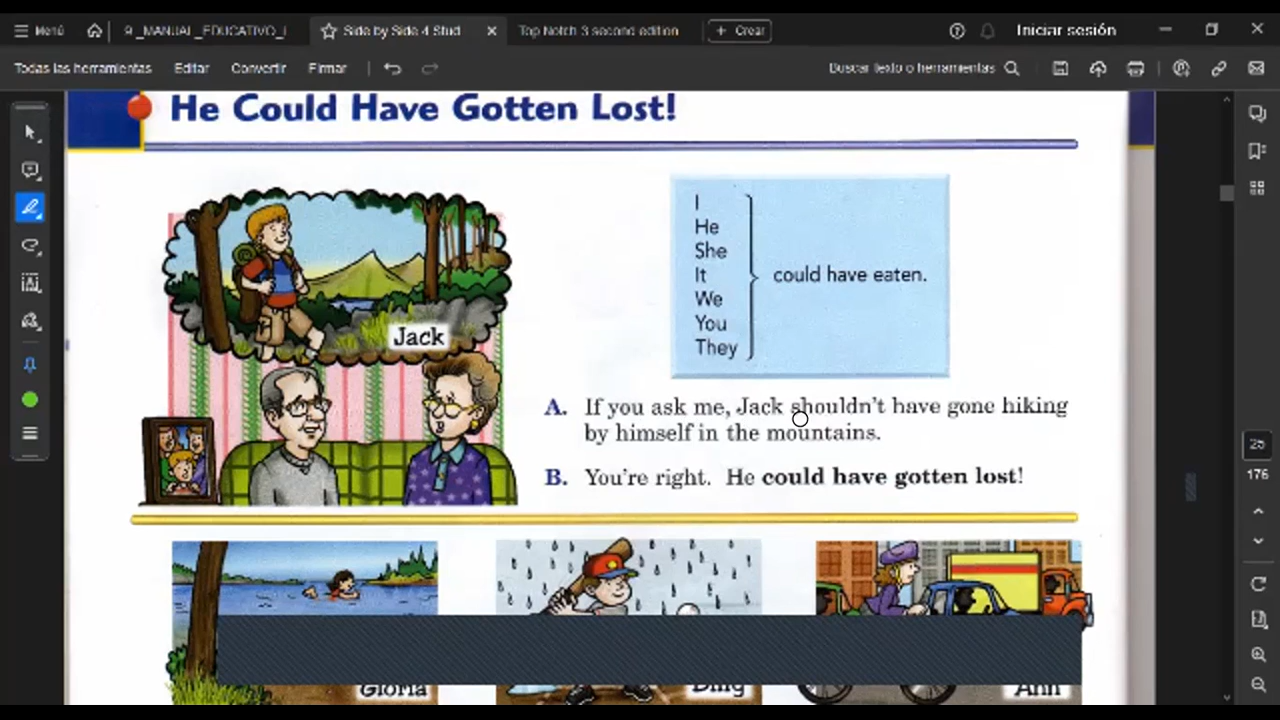 Menú
9_MANUAL_EDUCATIVO_I
Side by Side 4 Stud
Top Notch 3 second edition
+ Crear
Iniciar sesión
Todas las herramientas
Editar
Convertir
Firmar
Buscar texto o herramientas
He Could Have Gotten Lost!
Jack
I
He
She
It
We
You
They
could have eaten.
A. If you ask me, Jack shouldn't have gone hiking
by himself in the mountains.
B. You're right. He could have gotten lost!
25
176
Gloria
Ann